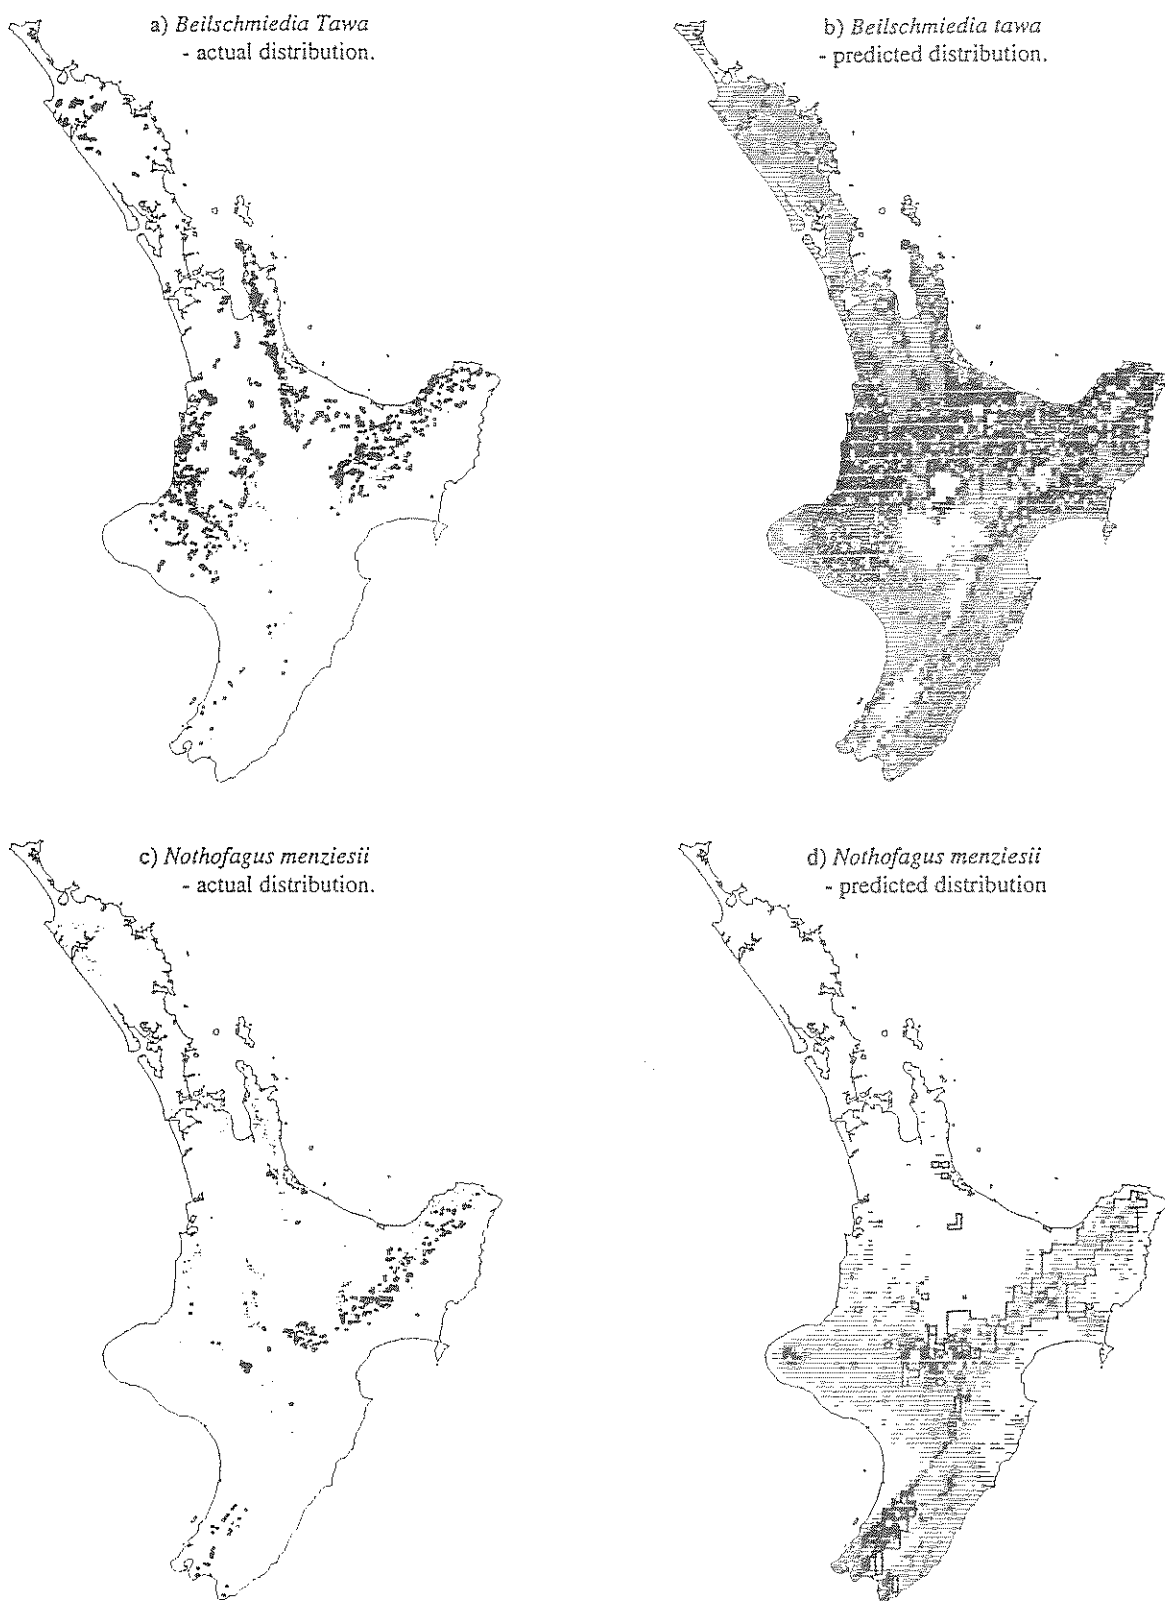 a) Beilschmiedia Tawa
- actual distribution.
b) Beilschmiedia tawa
- predicted distribution.
c) Nothofagus menziesii
- actual distribution.
d) Nothofagus menziesii
- predicted distribution